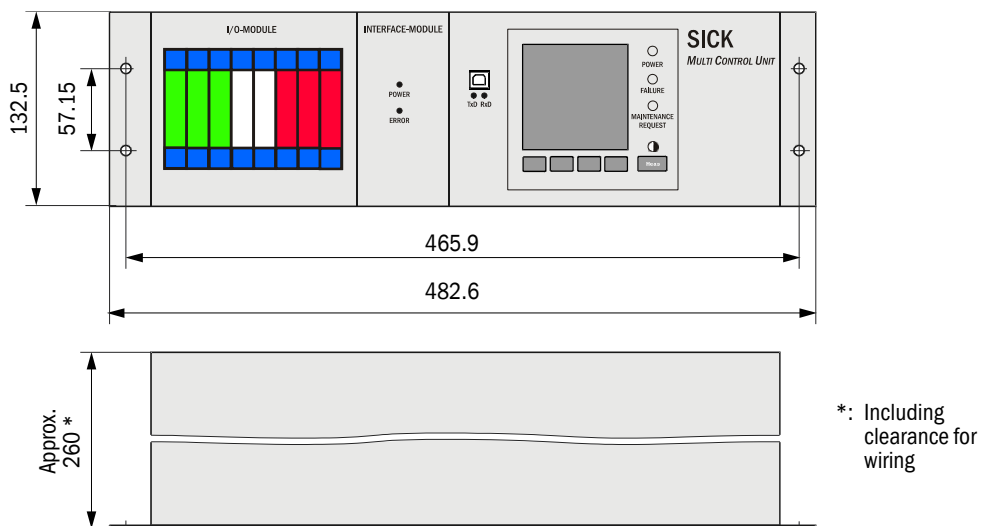 I/O-MODULE
INTERFACE-MODULE
POWER
ERROR
TxD RxD
SICK
MULTI CONTROL UNIT
POWER
FAILURE
MAINTENANCE
REQUEST
Meas
132.5
57.15
465.9
482.6
Approx.
260 *
*: Including
clearance for
wiring